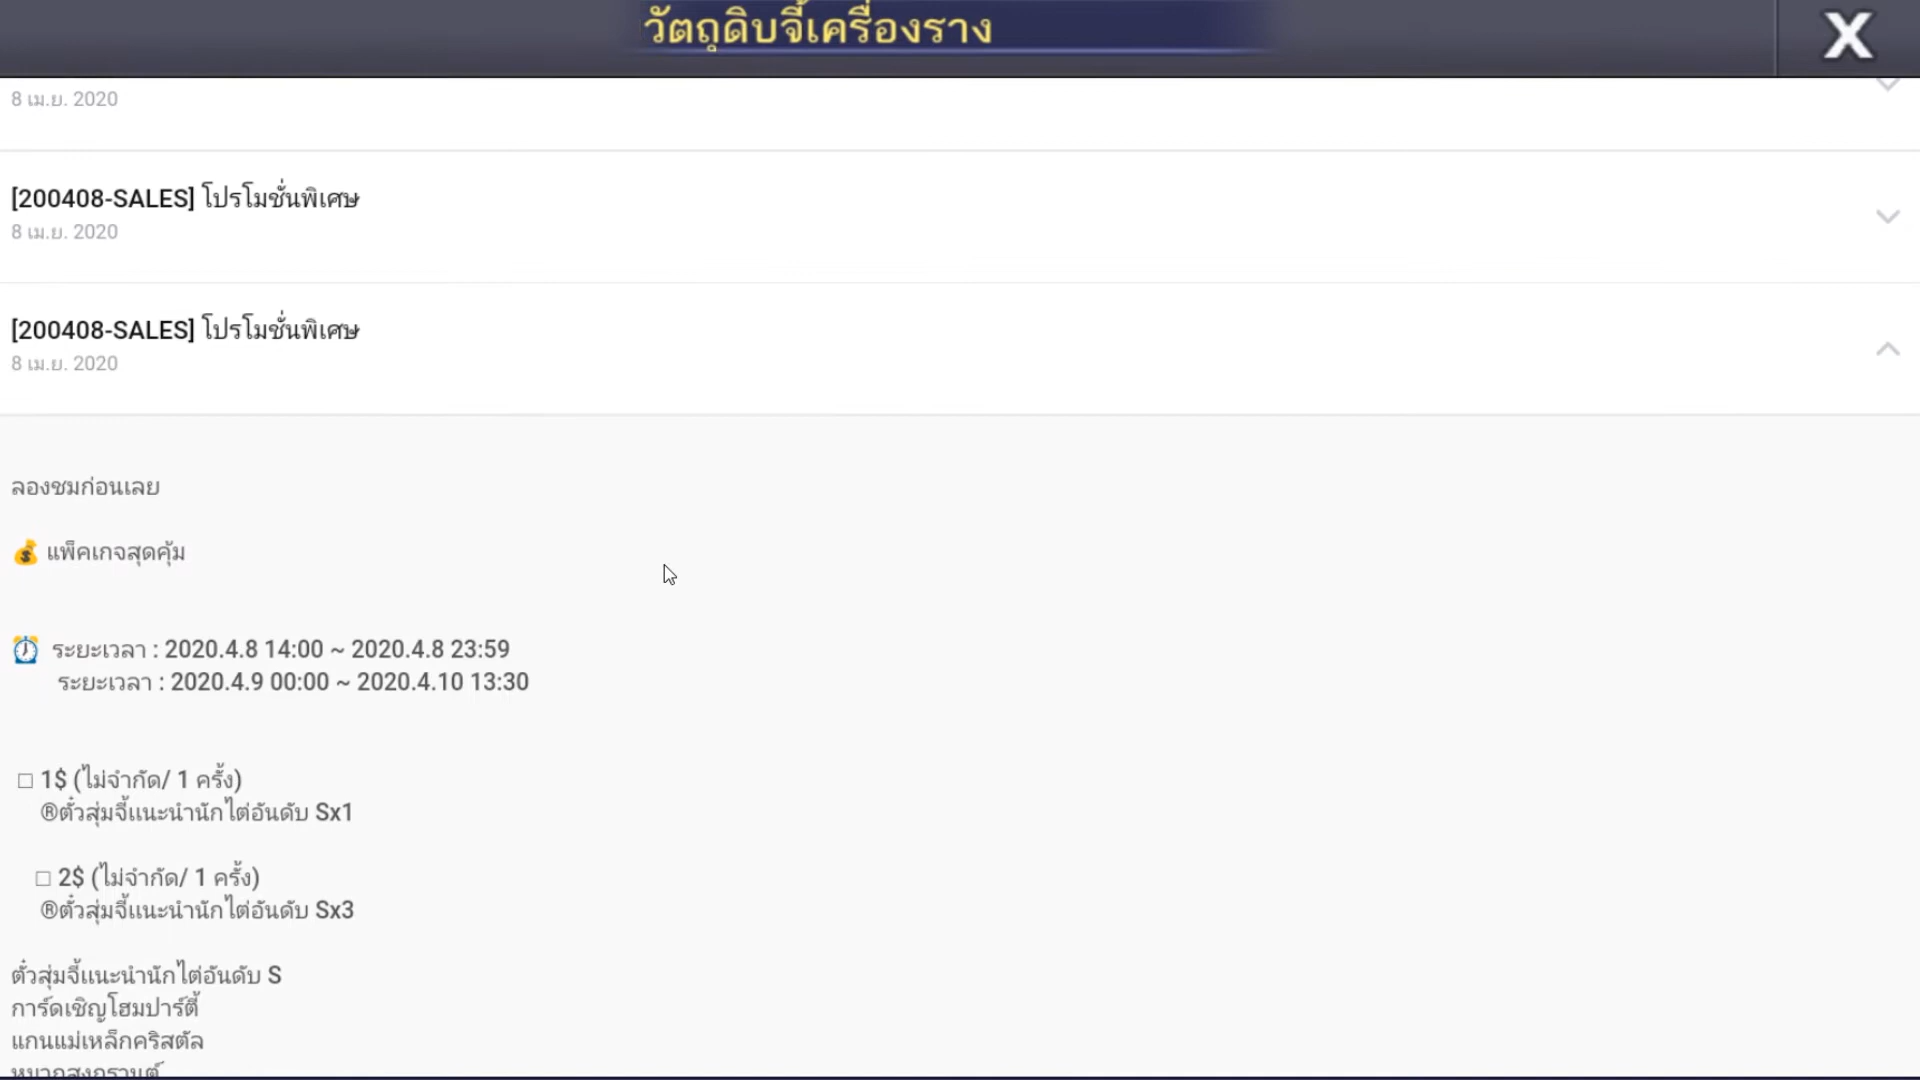 วัตถุดิบจี้เครื่องราง
X
8 เม.ย. 2020
[200408-SALES] โปรโมชั่นพิเศษ
8 เม.ย. 2020
[200408-SALES] โปรโมชั่นพิเศษ
8 เม.ย. 2020
ลองชมก่อนเลย
💰 แพ็คเกจสุดคุ้ม
⏰ ระยะเวลา : 2020.4.8 14:00 ~ 2020.4.8 23:59
ระยะเวลา : 2020.4.9 00:00 ~ 2020.4.10 13:30
□ 1$ (ไม่จำกัด/ 1 ครั้ง)
®ตั๋วสุ่มจี้แนะนำนักไต่อันดับ Sx1
□ 2$ (ไม่จำกัด/ 1 ครั้ง)
®ตั๋วสุ่มจี้แนะนำนักไต่อันดับ Sx3
ตั๋วสุ่มจี้แนะนำนักไต่อันดับ S
การ์ดเชิญโฮมปาร์ตี้
แกนแม่เหล็กคริสตัล
หมวกสงกรานต์